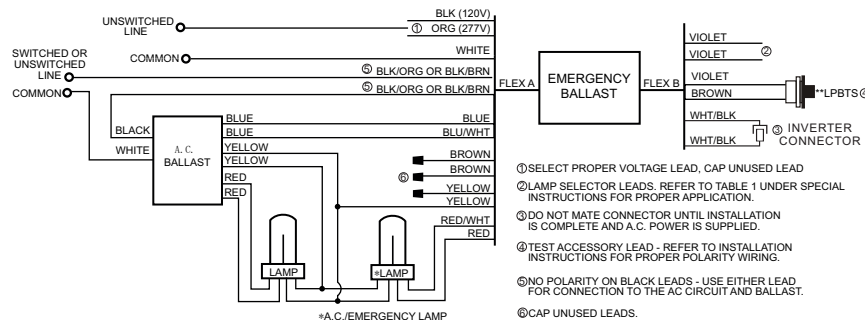 BLK (120V)
UNSWITCHED
LINE
① ORG (277V)
WHITE
COMMON
SWITCHED OR
UNSWITCHED
LINE
⑤ BLK/ORG OR BLK/BRN
COMMON
⑤ BLK/ORG OR BLK/BRN
FLEX A
EMERGENCY
BALLAST
FLEX B
VIOLET
VIOLET
②
VIOLET
BROWN
**LPBTS④
WHT/BLK
③ INVERTER
CONNECTOR
WHT/BLK
BLACK
WHITE
A.C.
BALLAST
BLUE
BLUE
YELLOW
YELLOW
RED
RED
BLUE
BLU/WHT
BROWN
BROWN
⑥
YELLOW
YELLOW
RED/WHT
RED
LAMP
*LAMP
*A.C./EMERGENCY LAMP
①SELECT PROPER VOLTAGE LEAD, CAP UNUSED LEAD
②LAMP SELECTOR LEADS. REFER TO TABLE 1 UNDER SPECIAL
INSTRUCTIONS FOR PROPER APPLICATION.
③DO NOT MATE CONNECTOR UNTIL INSTALLATION
IS COMPLETE AND A.C. POWER IS SUPPLIED.
④TEST ACCESSORY LEAD - REFER TO INSTALLATION
INSTRUCTIONS FOR PROPER POLARITY WIRING.
⑤NO POLARITY ON BLACK LEADS - USE EITHER LEAD
FOR CONNECTION TO THE AC CIRCUIT AND BALLAST.
⑥CAP UNUSED LEADS.